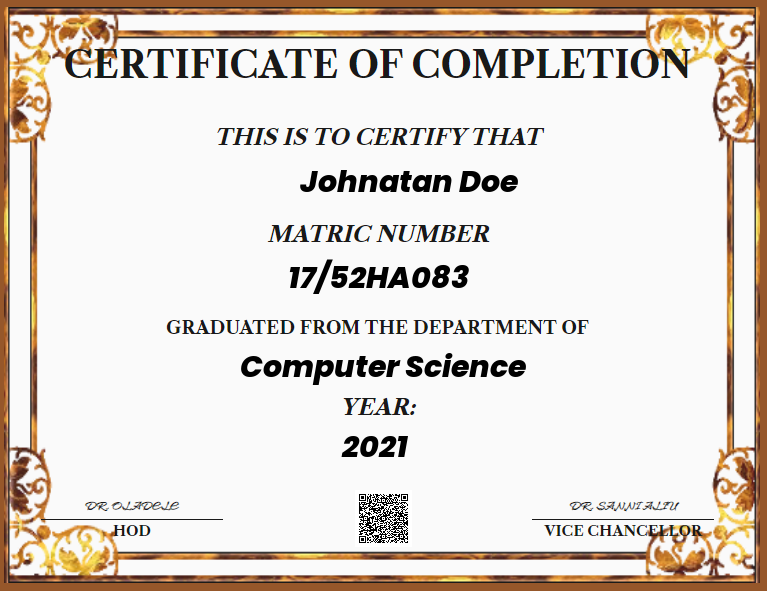 CERTIFICATE OF COMPLETION
THIS IS TO CERTIFY THAT
Johnatan Doe
MATRIC NUMBER
17/52HA083
GRADUATED FROM THE DEPARTMENT OF
Computer Science
YEAR:
2021
DR. OLADELE
DR. SANNI ALIU
HOD
VICE CHANCELLOR